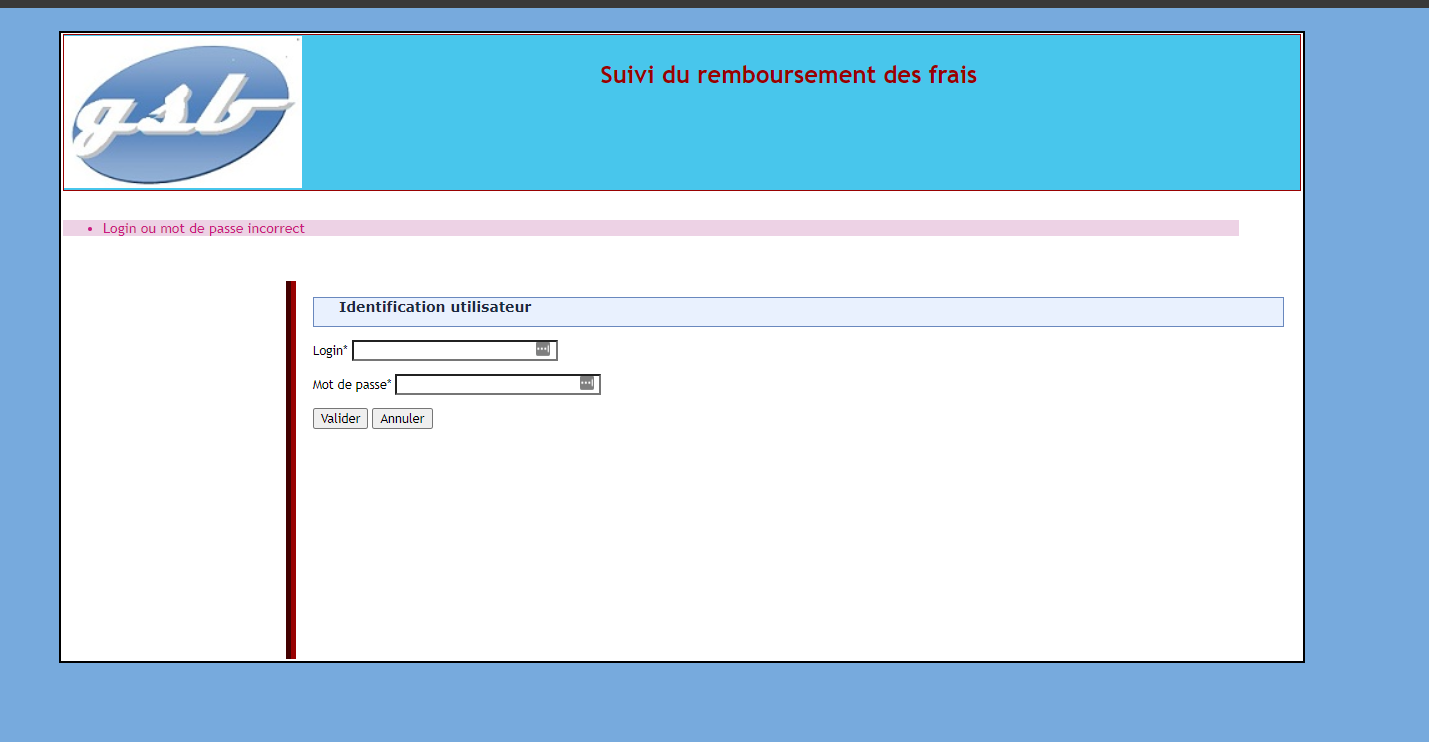 gsb
Suivi du remboursement des frais
Login ou mot de passe incorrect
Identification utilisateur
Login*
Mot de passe*
Valider Annuler